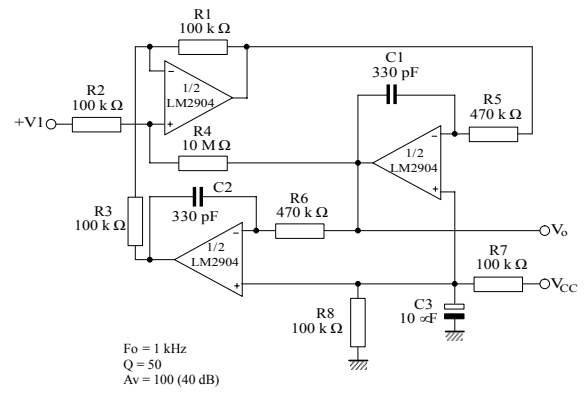 R1
100 k Ω
C1
330 pF
R2
100 k Ω
1/2
LM2904
R5
470 k Ω
+V1
R4
10 M Ω
1/2
LM2904
C2
330 pF
R6
470 k Ω
R3
100 k Ω
1/2
LM2904
Vo
R7
100 k Ω
VCC
R8
100 k Ω
C3
10 ∝F
Fo = 1 kHz
Q = 50
Av = 100 (40 dB)